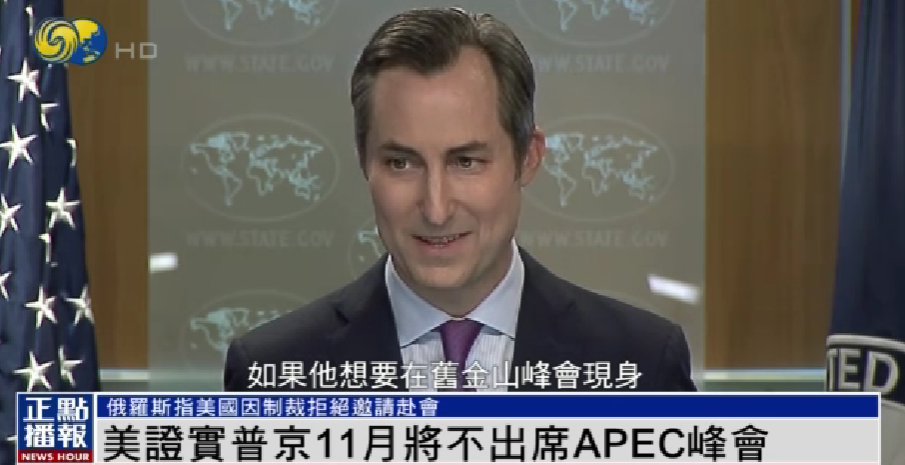 HD
WWW.STATE.GOV
WWW.STATE.GOV
WWW.STATE.GOV
WWW.STATE.GOV
如果他想要在舊金山峰會現身
正點
播報
NEWS HOUR
俄羅斯指美國因制裁拒絕邀請赴會
美證實普京11月將不出席APEC峰會
TED